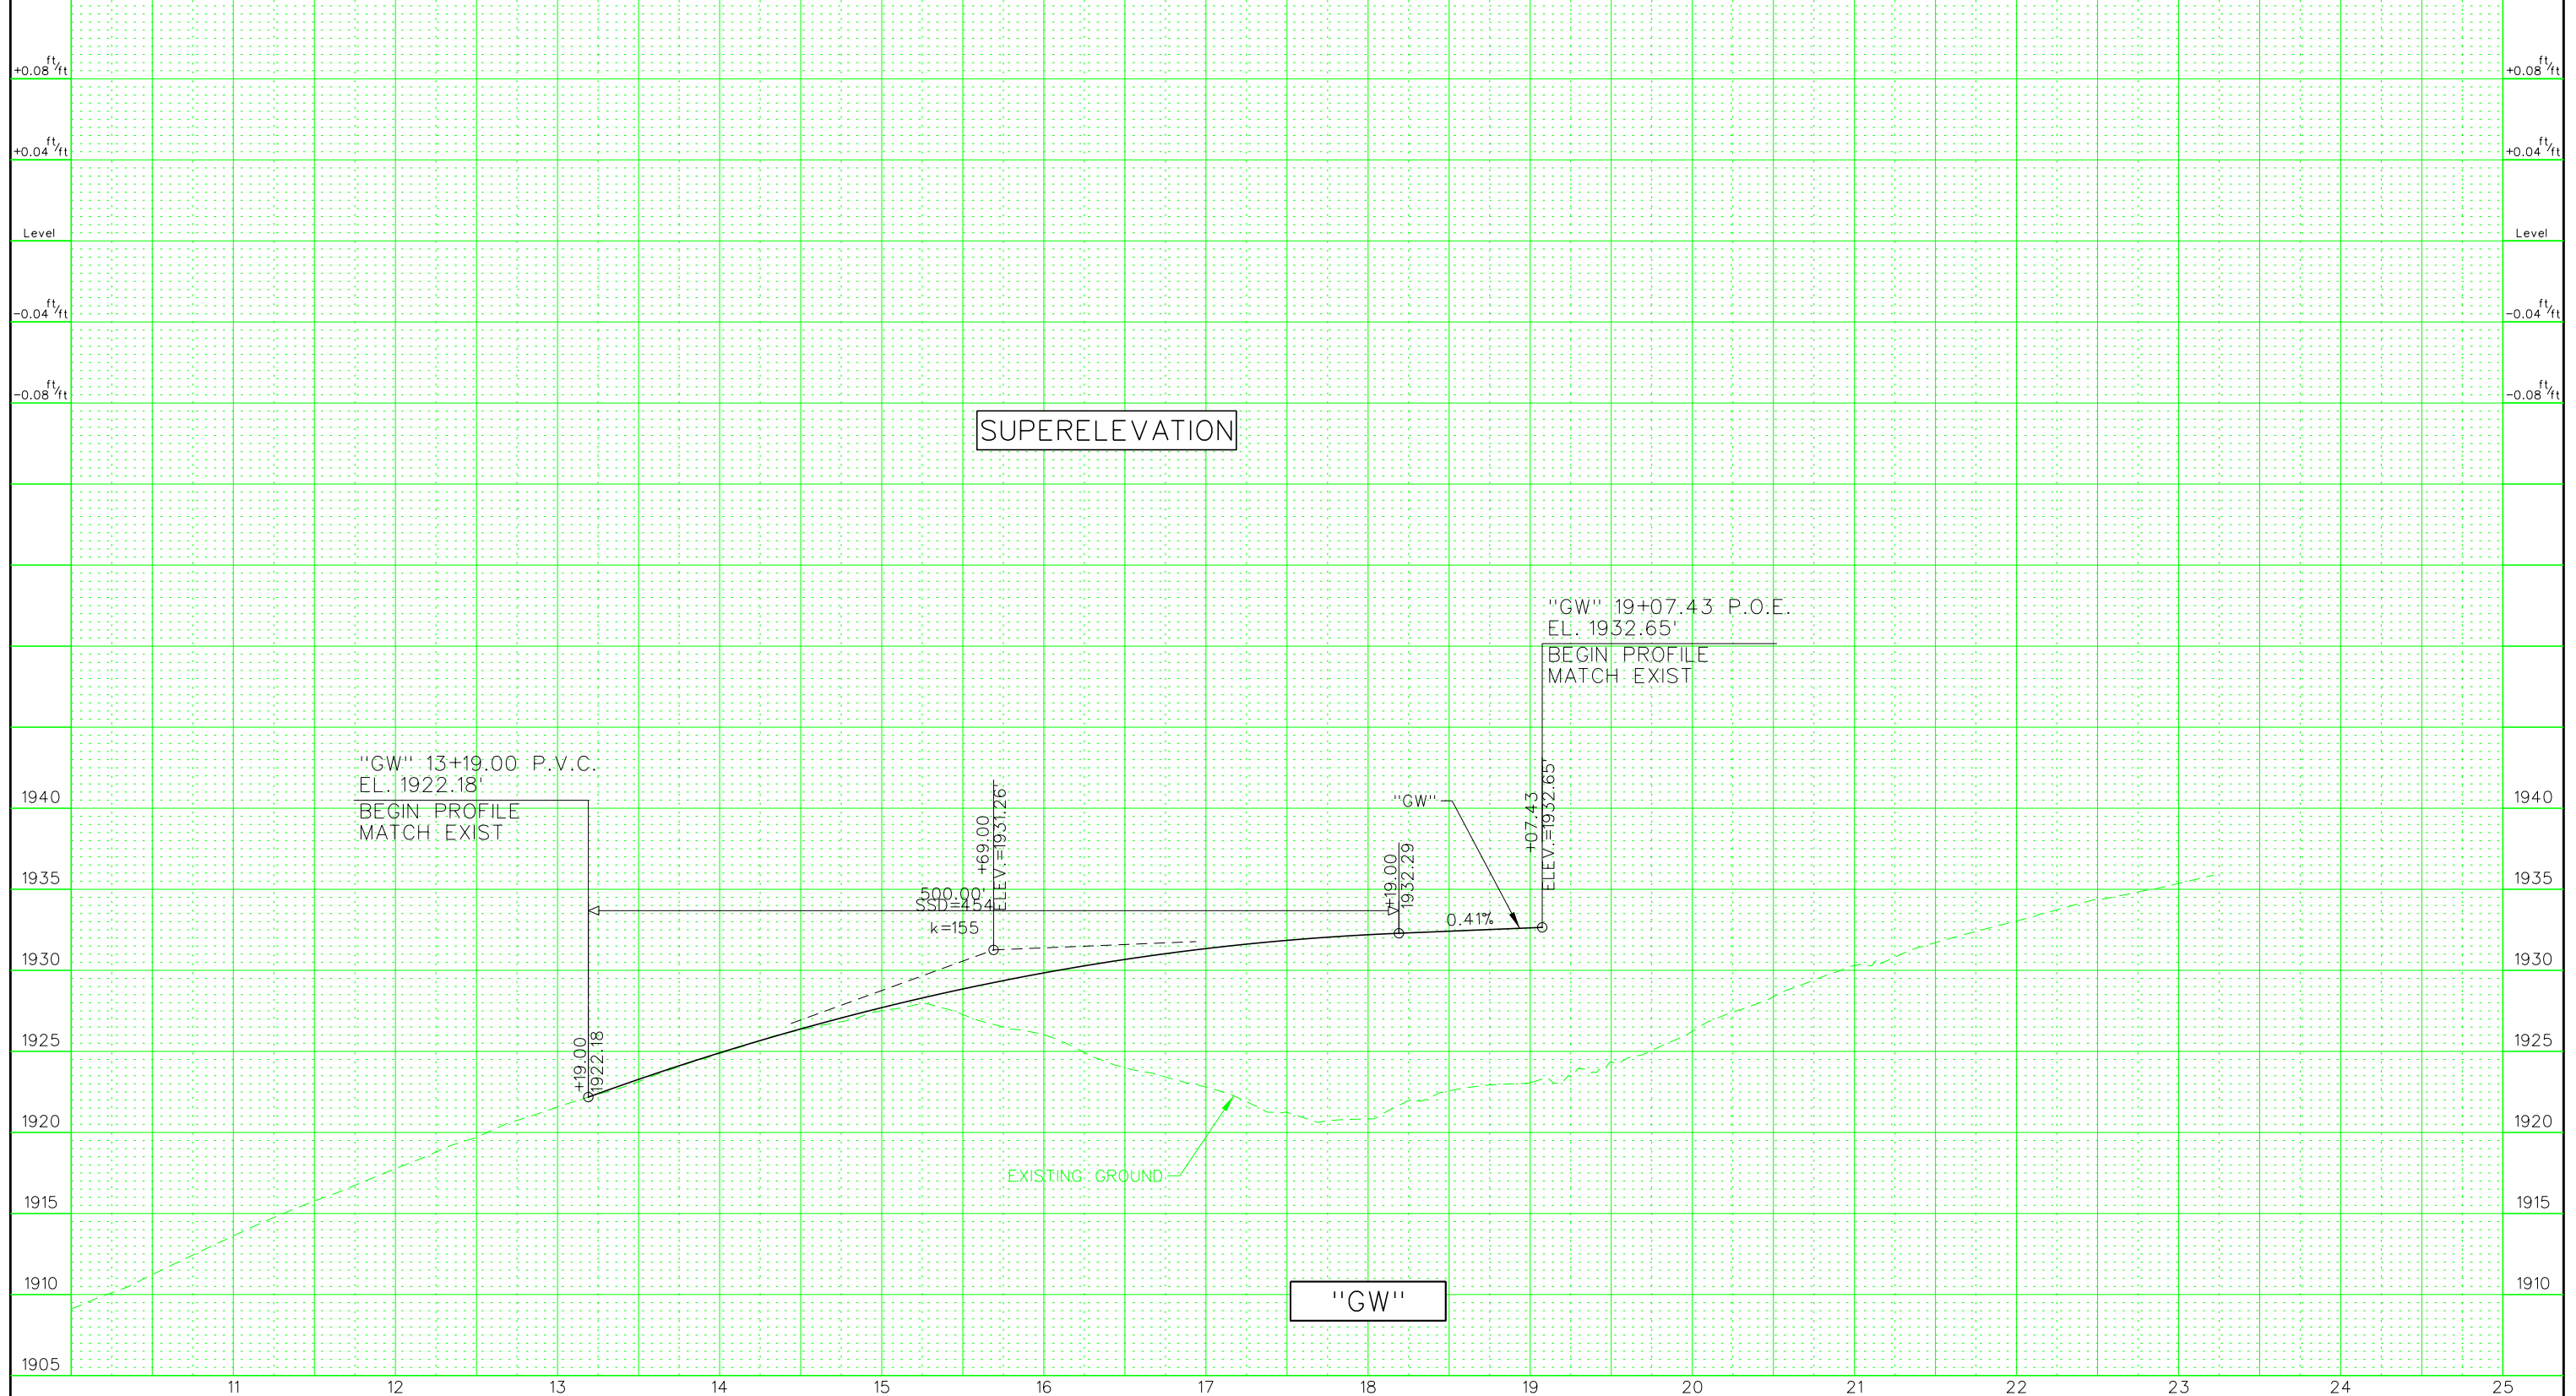 +0.08 ft/ft
+0.08 ft/ft
+0.04 ft/ft
+0.04 ft/ft
Level
Level
-0.04 ft/ft
-0.04 ft/ft
-0.08 ft/ft
-0.08 ft/ft
SUPERELEVATION
"GW" 19+07.43 P.O.E.
EL. 1932.65'
BEGIN PROFILE
MATCH EXIST
"GW" 13+19.00 P.V.C.
EL. 1922.18'
BEGIN PROFILE
MATCH EXIST
+69.00
ELEV.=1931.26'
500.00'
SSD=454
k=155
"GW"
+19.00
1932.29
0.41%
+07.43
ELEV.=1932.65'
+19.00
1922.18
EXISTING GROUND
"GW"
1940
1940
1935
1935
1930
1930
1925
1925
1920
1920
1915
1915
1910
1910
1905
11 12 13 14 15 16 17 18 19 20 21 22 23 24 25